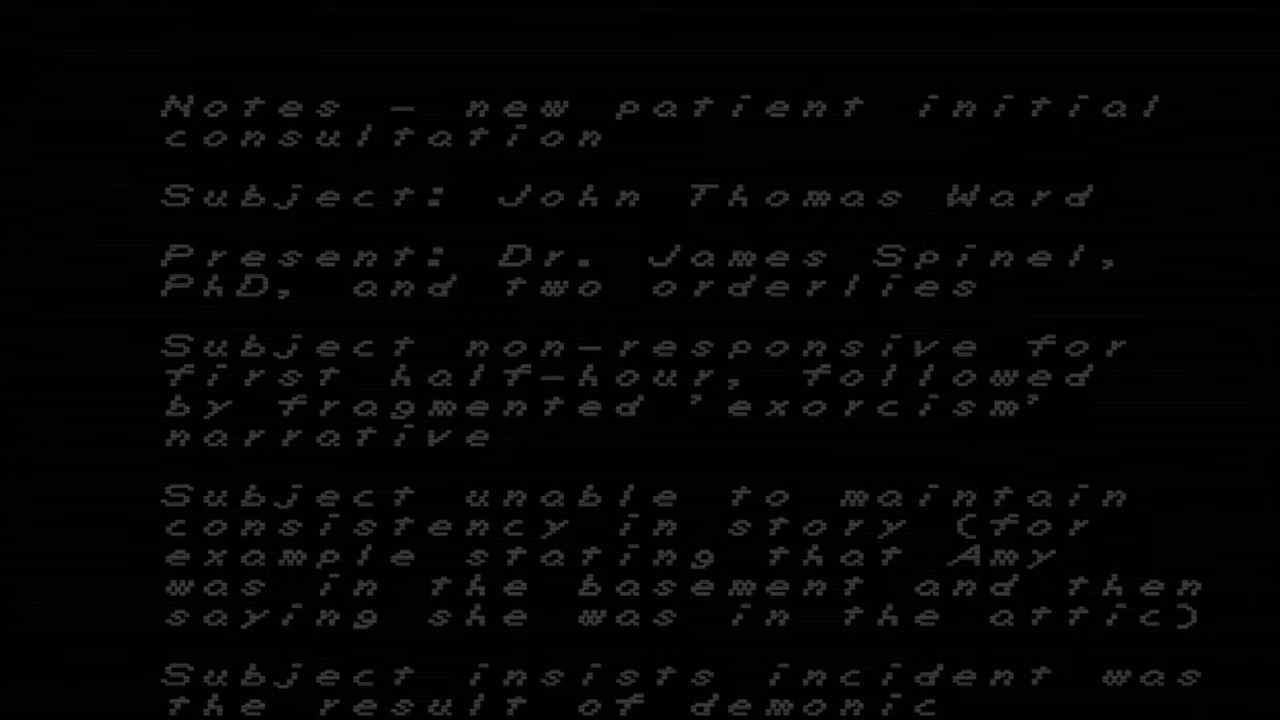 Notes - new patient initial
consultation
Subject: John Thomas Ward
Present: Dr. James Spinel,
PhD, and two orderlies
Subject non-responsive for
first half-hour, followed
by fragmented 'exorcism'
narrative
Subject unable to maintain
consistency in story (for
example stating that Amy
was in the basement and then
saying she was in the attic)
Subject insists incident was
the result of demonic